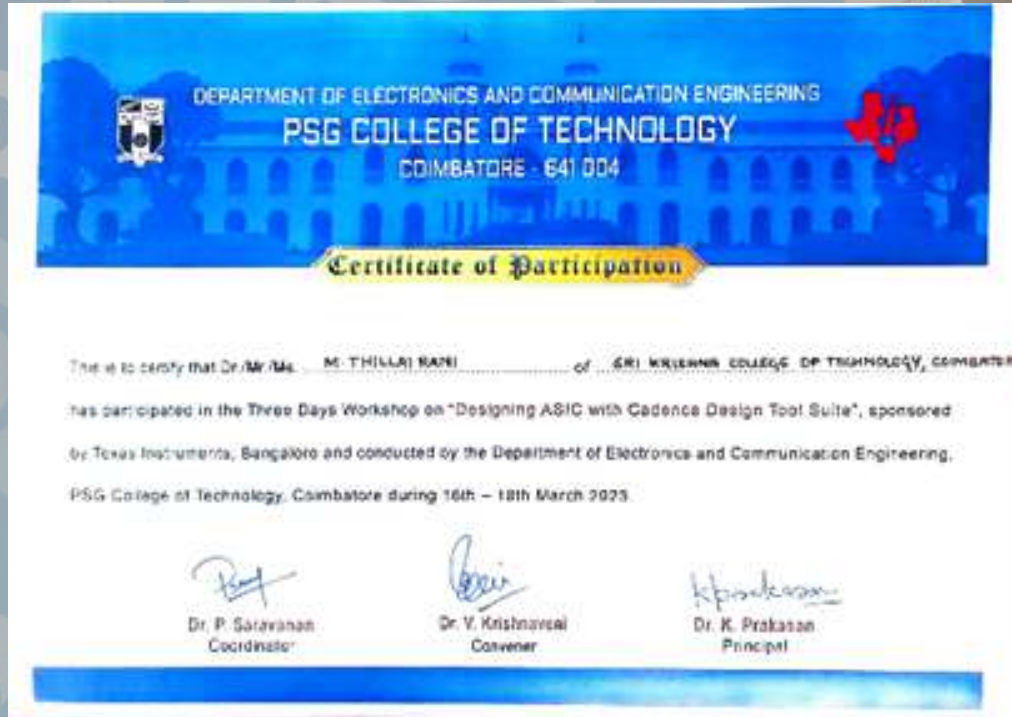 DEPARTMENT OF ELECTRONICS AND COMMUNICATION ENGINEERING
PSG COLLEGE OF TECHNOLOGY
COIMBATORE - 641 004
Certificate of Participation
This is to certify that Dr./Mr./Ms. M. THILLAI RANI of SRI KRISHNA COLLEGE OF TECHNOLOGY, COIMBATOR
has participated in the Three Days Workshop on "Designing ASIC with Cadence Design Tool Suite", sponsored
by Texas Instruments, Bangalore and conducted by the Department of Electronics and Communication Engineering,
PSG College of Technology, Coimbatore during 16th – 18th March 2023.
Dr. P. Saravanan Dr. V. Krishnaveni Dr. K. Prakasan
Coordinator Convener Principal